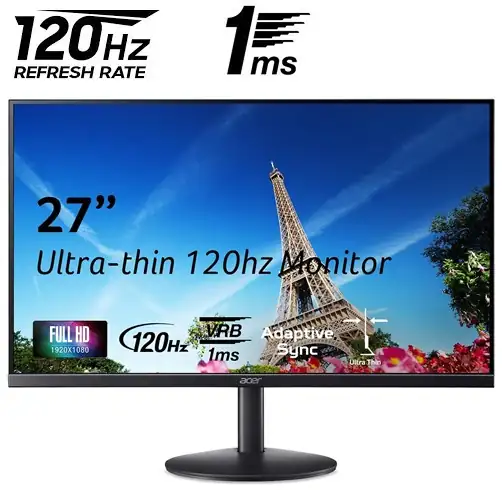 120Hz
REFRESH RATE
1ms
27”
Ultra-thin 120hz Monitor
FULL HD
1920X1080
120Hz
VRB
1ms
Adaptive
Sync
Ultra Thin
acer